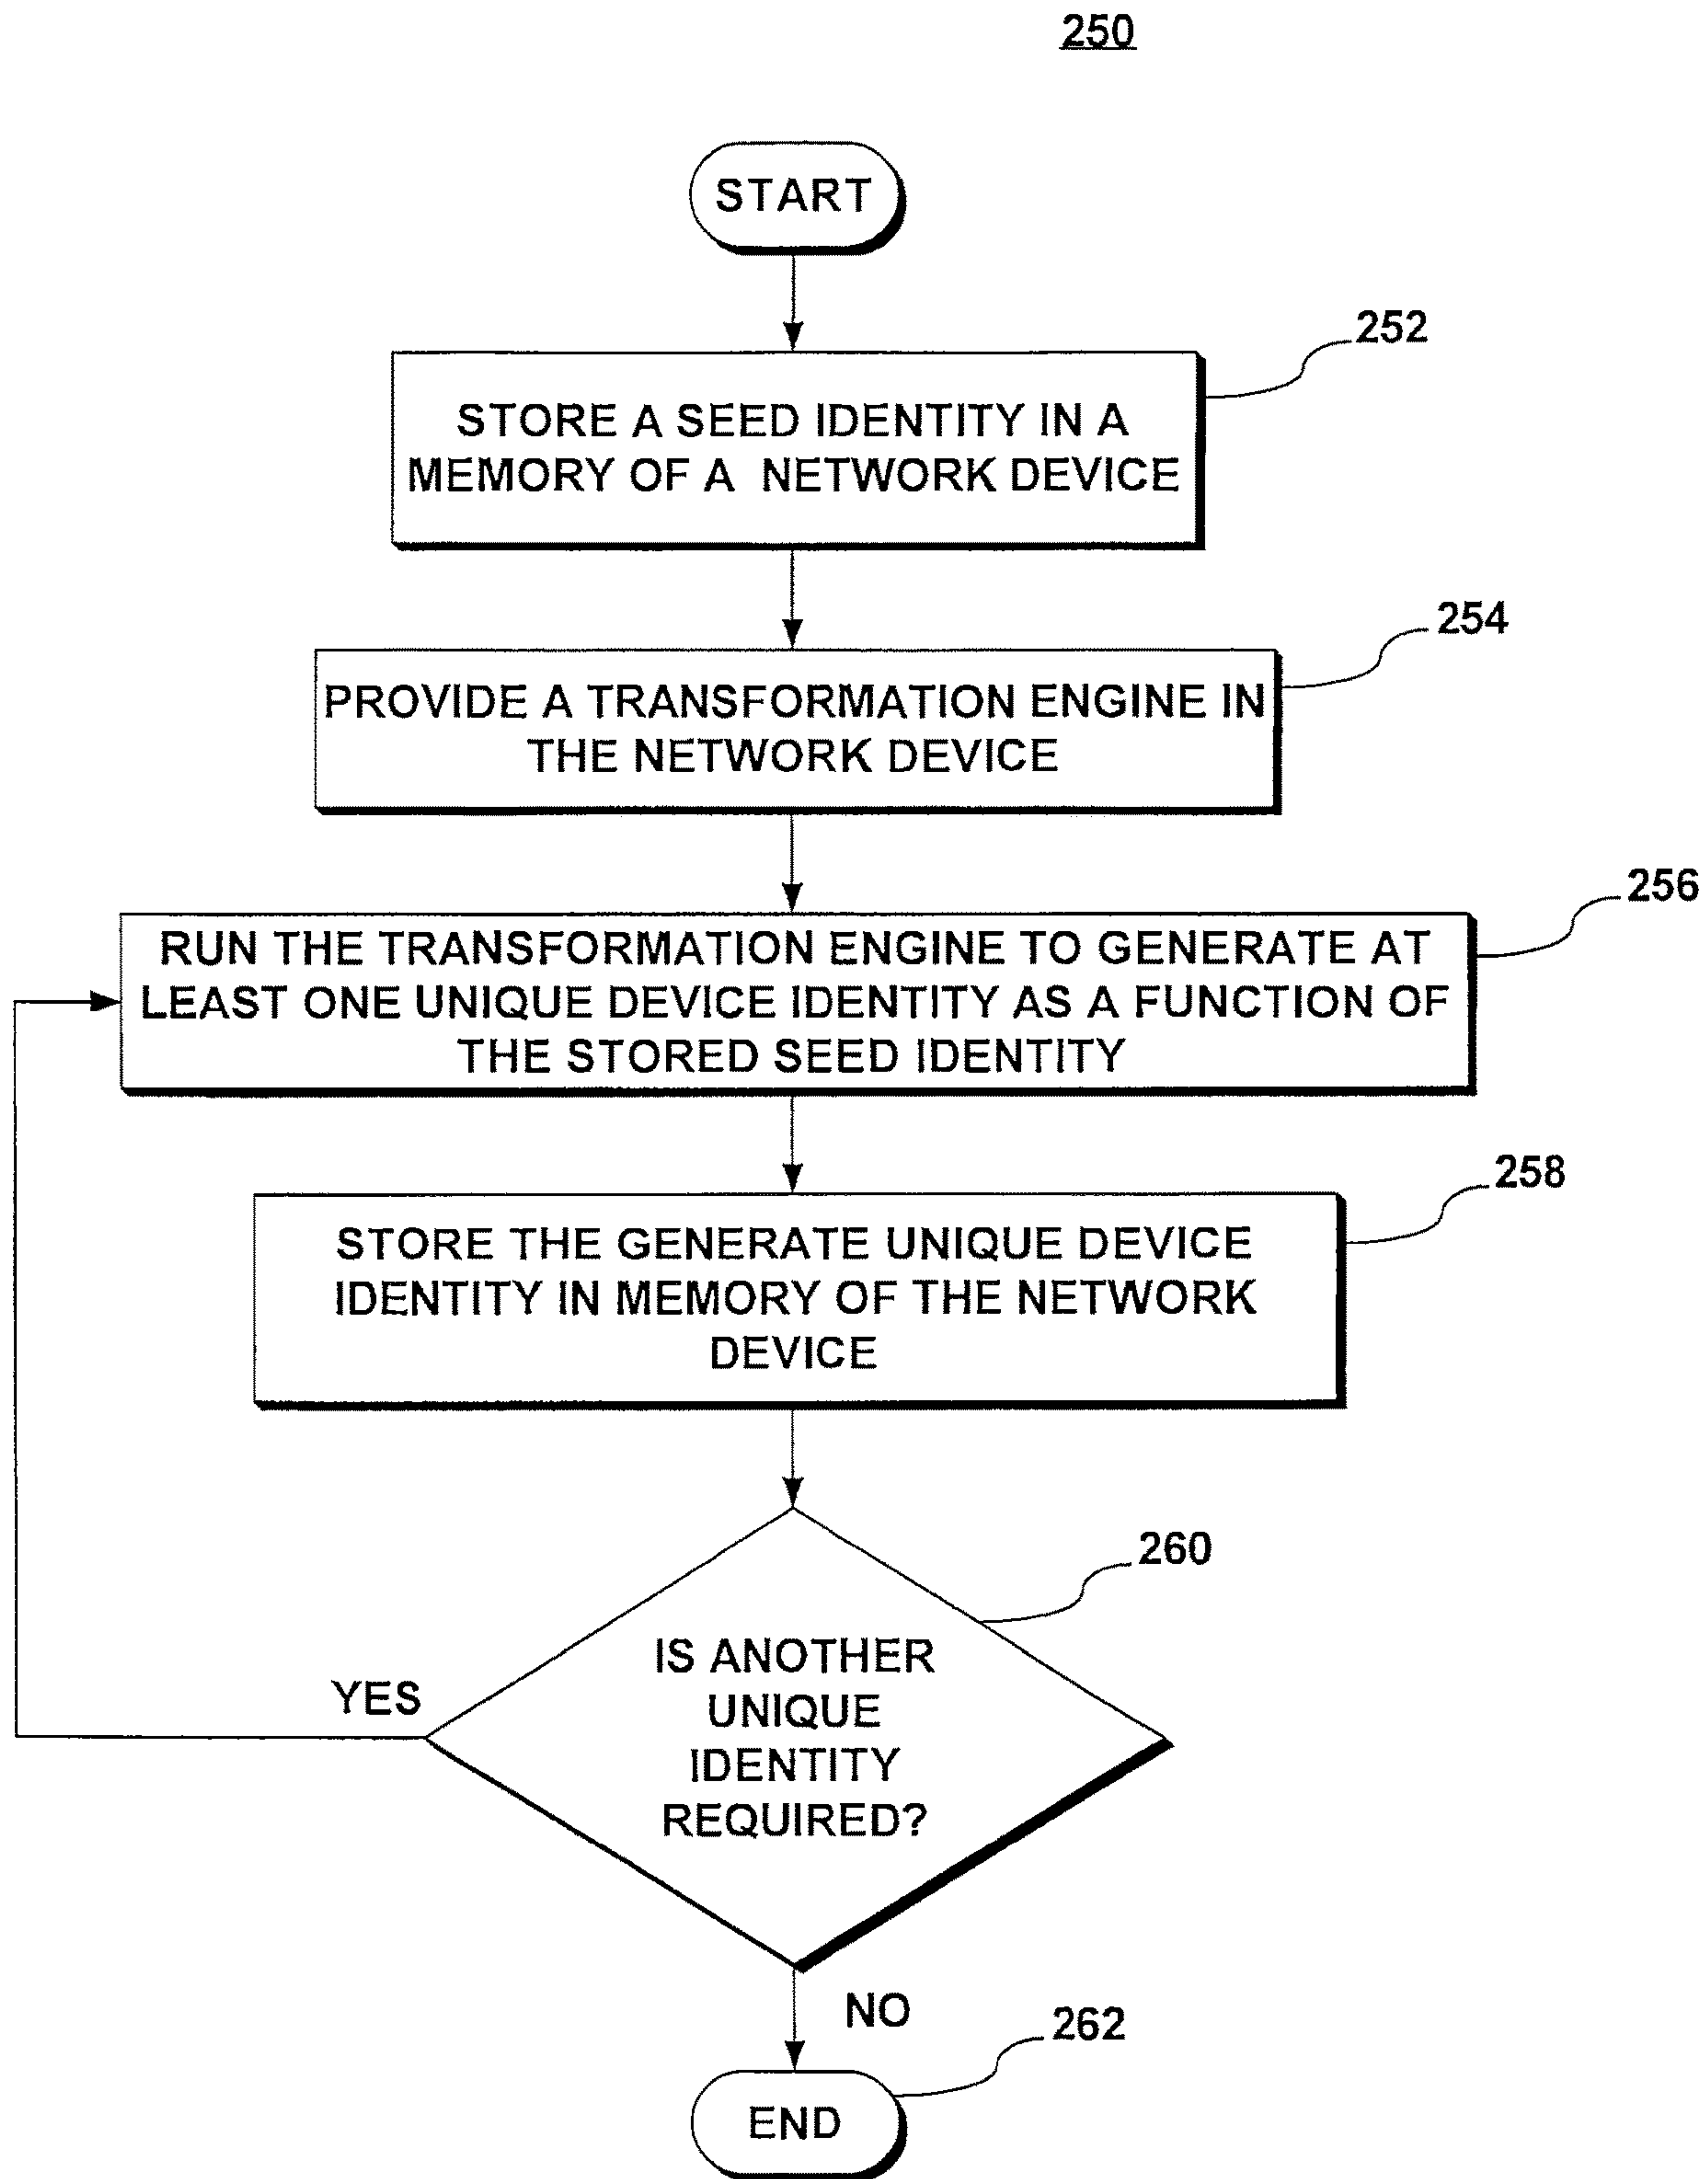 250
START
252
STORE A SEED IDENTITY IN A
MEMORY OF A NETWORK DEVICE
254
PROVIDE A TRANSFORMATION ENGINE IN
THE NETWORK DEVICE
256
RUN THE TRANSFORMATION ENGINE TO GENERATE AT
LEAST ONE UNIQUE DEVICE IDENTITY AS A FUNCTION OF
THE STORED SEED IDENTITY
258
STORE THE GENERATE UNIQUE DEVICE
IDENTITY IN MEMORY OF THE NETWORK
DEVICE
260
IS ANOTHER
UNIQUE
IDENTITY
REQUIRED?
YES
NO
262
END